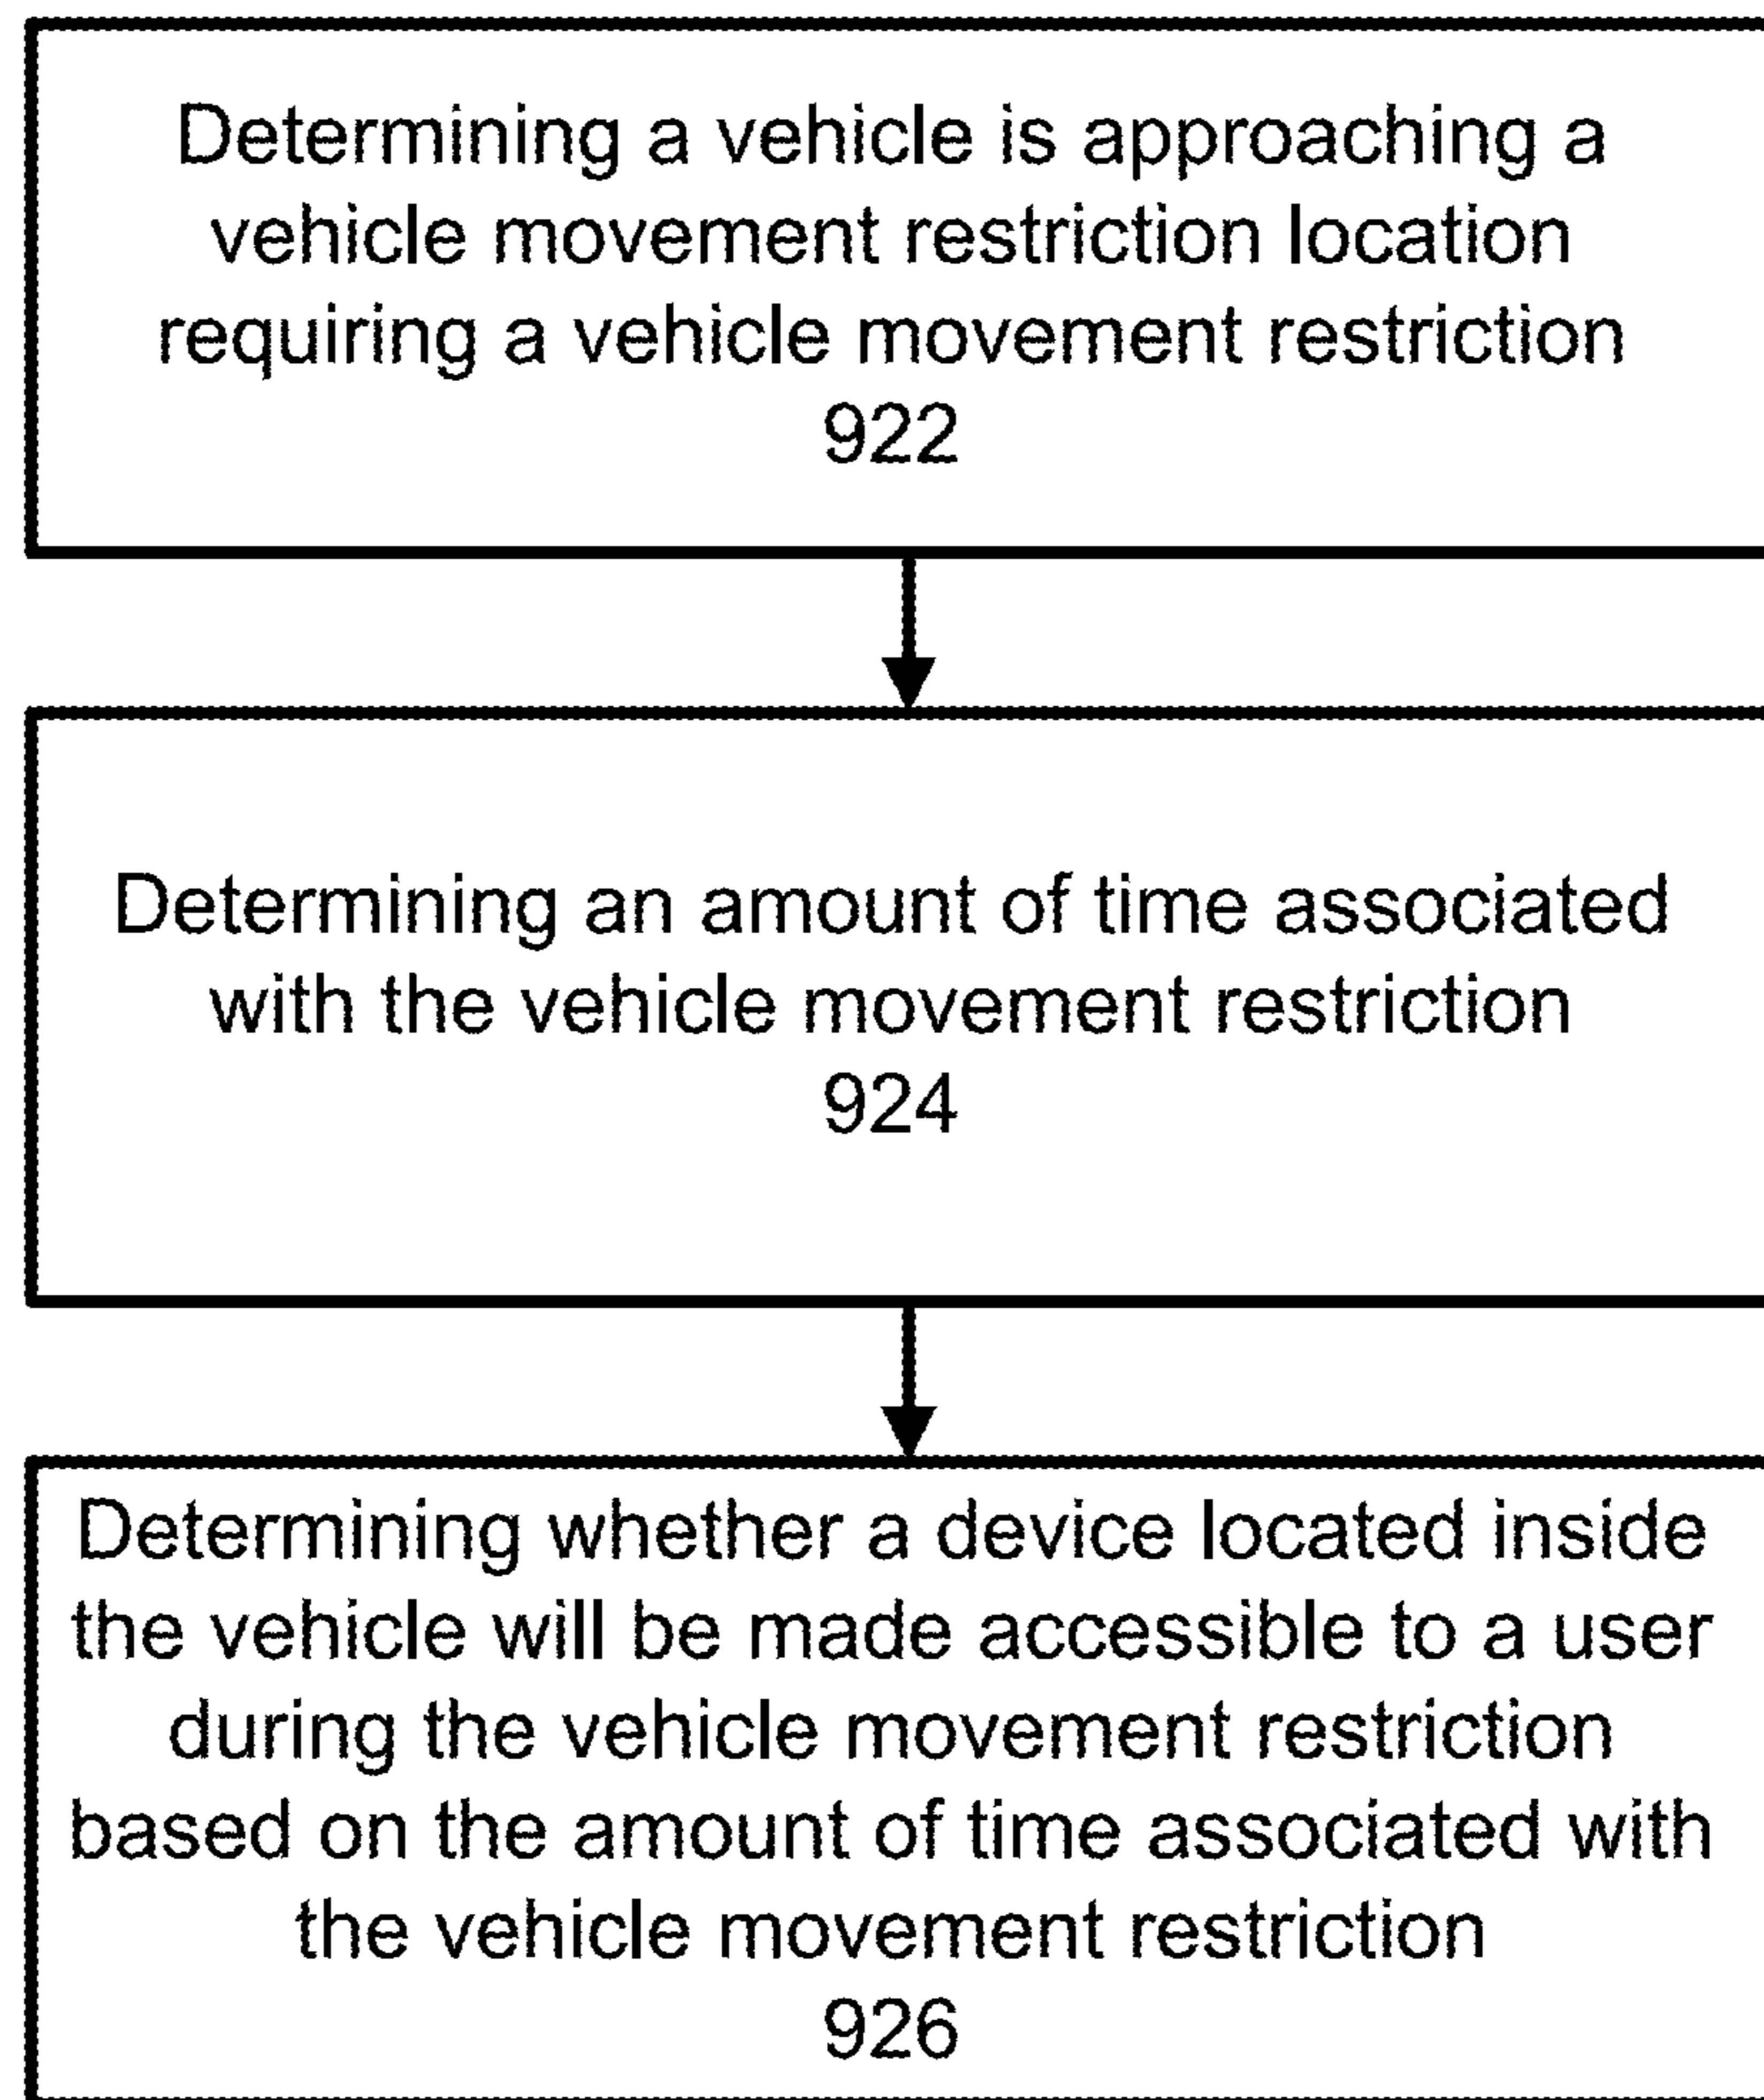 Determining a vehicle is approaching a
vehicle movement restriction location
requiring a vehicle movement restriction
922
Determining an amount of time associated
with the vehicle movement restriction
924
Determining whether a device located inside
the vehicle will be made accessible to a user
during the vehicle movement restriction
based on the amount of time associated with
the vehicle movement restriction
926